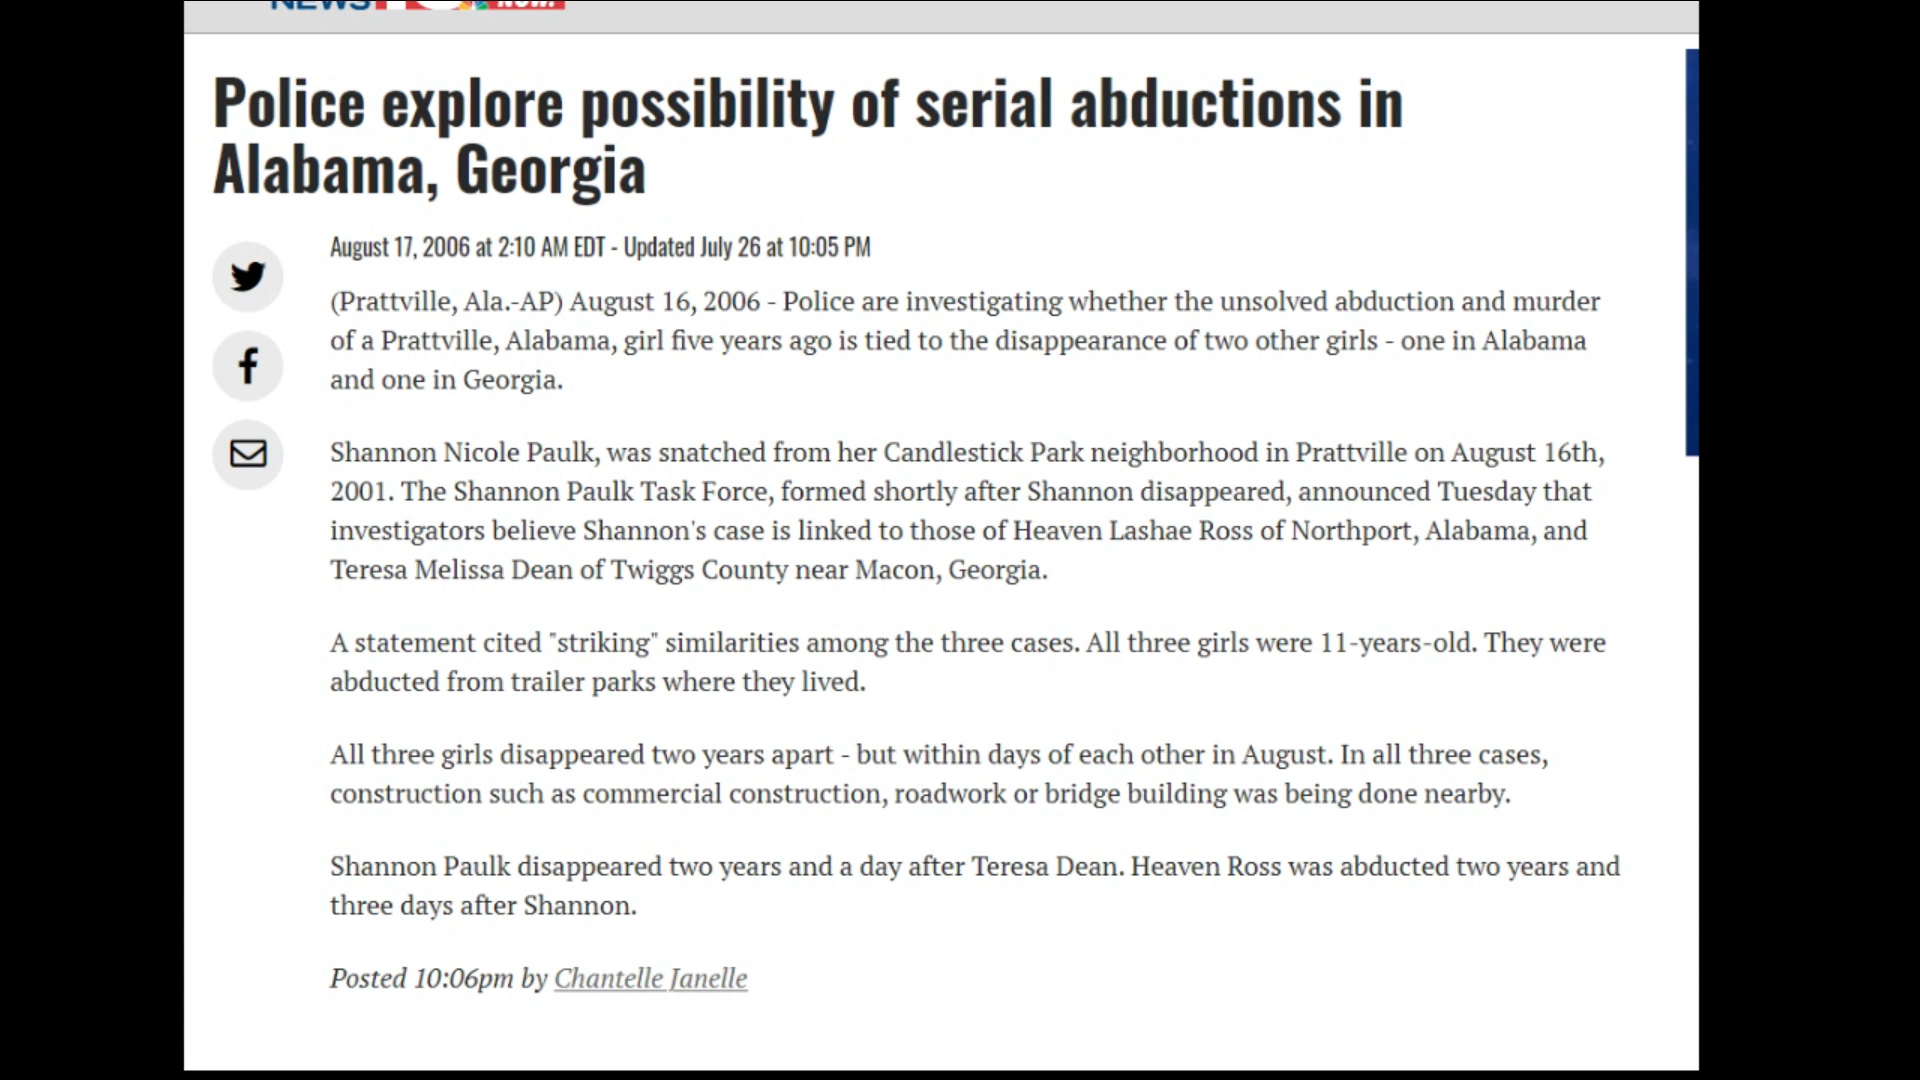 NEWS
NOW!
Police explore possibility of serial abductions in
Alabama, Georgia
August 17, 2006 at 2:10 AM EDT - Updated July 26 at 10:05 PM
(Prattville, Ala.-AP) August 16, 2006 - Police are investigating whether the unsolved abduction and murder
of a Prattville, Alabama, girl five years ago is tied to the disappearance of two other girls - one in Alabama
and one in Georgia.
Shannon Nicole Paulk, was snatched from her Candlestick Park neighborhood in Prattville on August 16th,
2001. The Shannon Paulk Task Force, formed shortly after Shannon disappeared, announced Tuesday that
investigators believe Shannon's case is linked to those of Heaven Lashae Ross of Northport, Alabama, and
Teresa Melissa Dean of Twiggs County near Macon, Georgia.
A statement cited "striking" similarities among the three cases. All three girls were 11-years-old. They were
abducted from trailer parks where they lived.
All three girls disappeared two years apart - but within days of each other in August. In all three cases,
construction such as commercial construction, roadwork or bridge building was being done nearby.
Shannon Paulk disappeared two years and a day after Teresa Dean. Heaven Ross was abducted two years and
three days after Shannon.
Posted 10:06pm by Chantelle Janelle